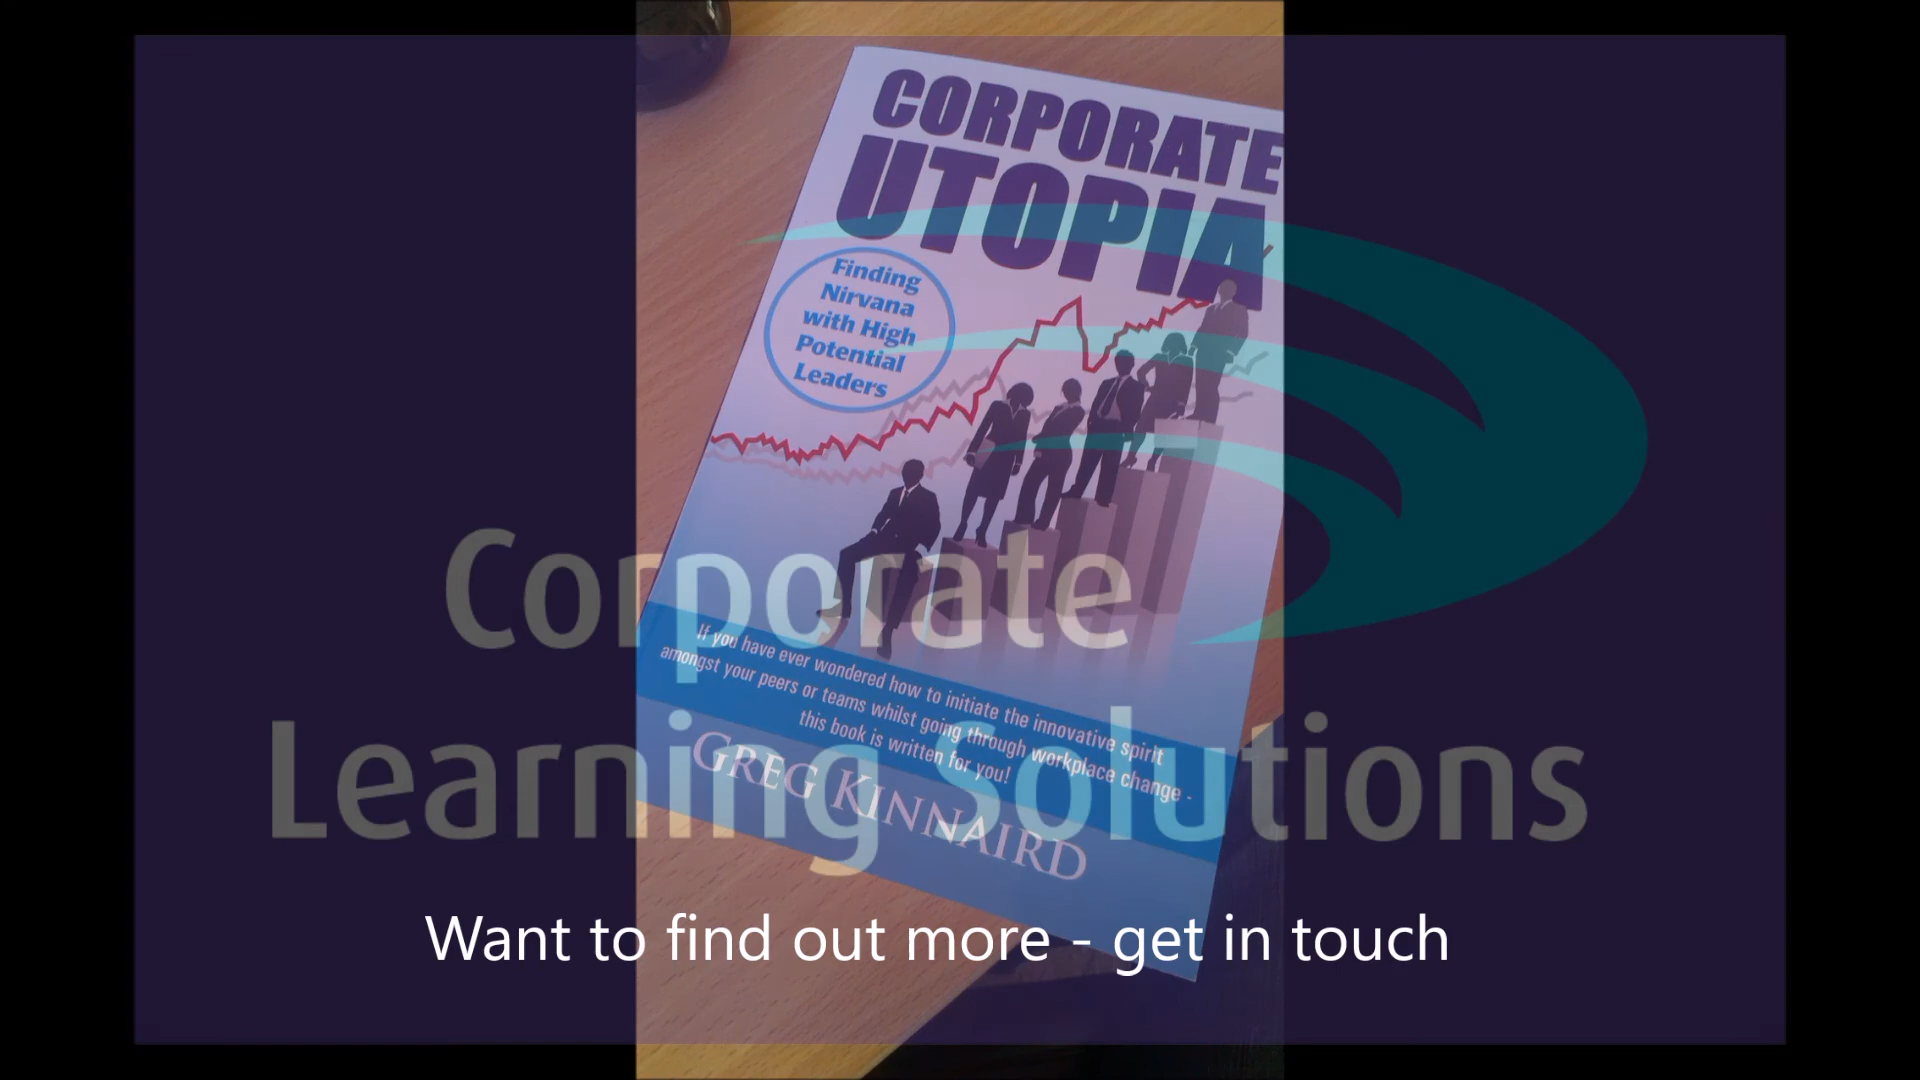 CORPORATE
UTOPIA
Finding
Nirvana
with High
Potential
Leaders
If you have ever wondered how to initiate the innovative spirit
amongst your peers or teams whilst going through workplace change -
this book is written for you!
GREG KINNAIRD
Corporate
Learning Solutions
Want to find out more - get in touch